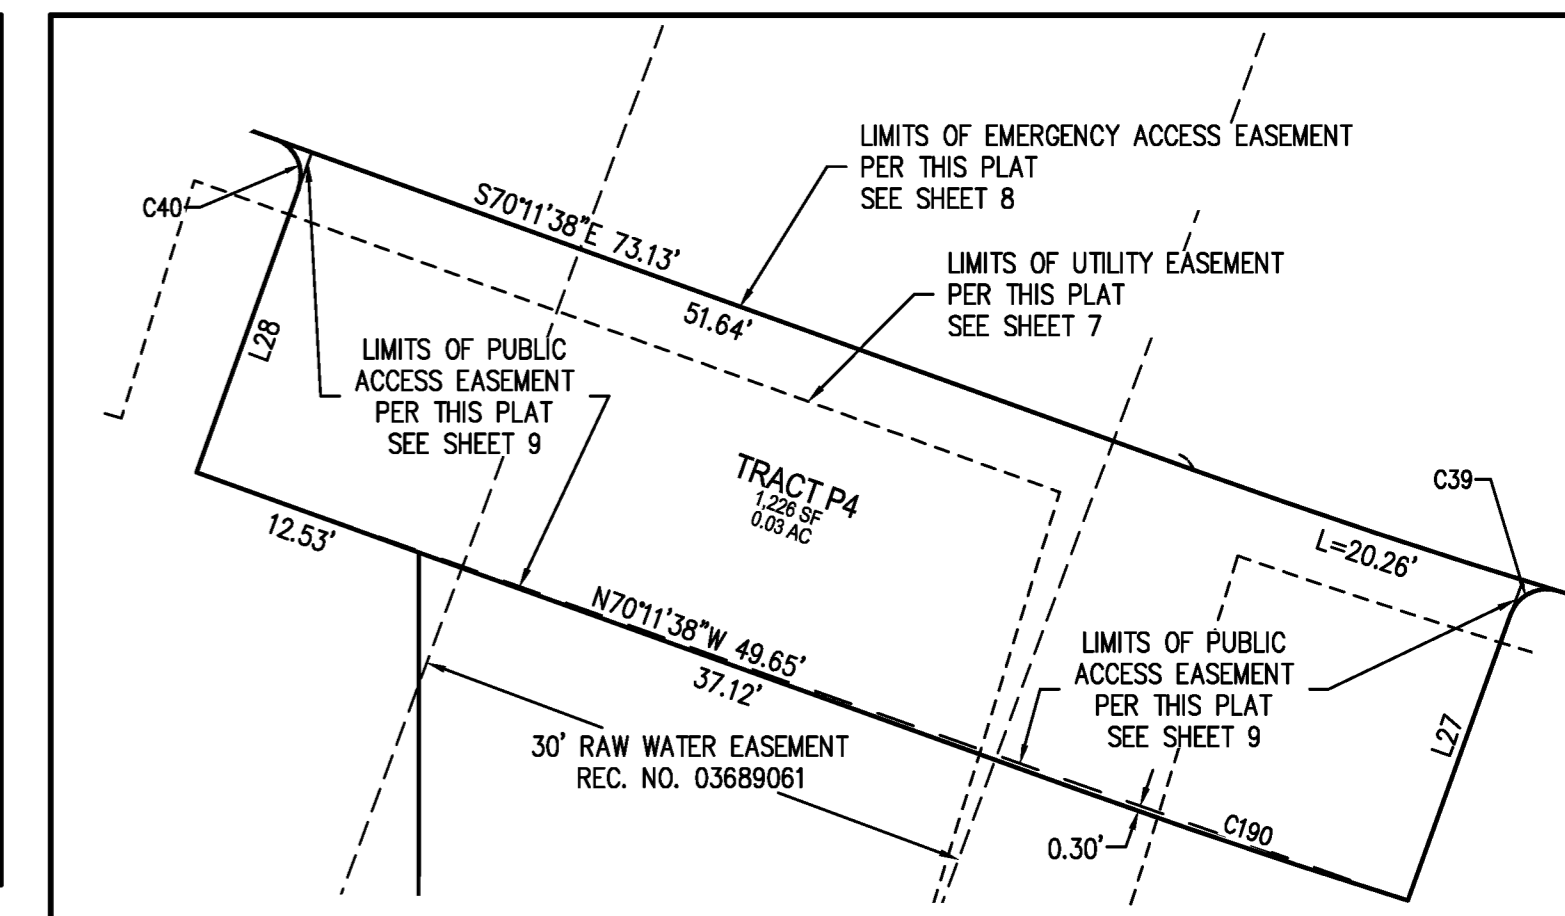 LIMITS OF EMERGENCY ACCESS EASEMENT
PER THIS PLAT
SEE SHEET 8
C40
S70°11'38"E 73.13'
51.64'
LIMITS OF UTILITY EASEMENT
PER THIS PLAT
SEE SHEET 7
L28
LIMITS OF PUBLIC
ACCESS EASEMENT
PER THIS PLAT
SEE SHEET 9
TRACT P4
1,226 SF
0.03 AC
C39
L=20.26'
12.53'
N70°11'38"W 49.65'
37.12'
LIMITS OF PUBLIC
ACCESS EASEMENT
PER THIS PLAT
SEE SHEET 9
L27
30' RAW WATER EASEMENT
REC. NO. 03689061
C190
0.30'